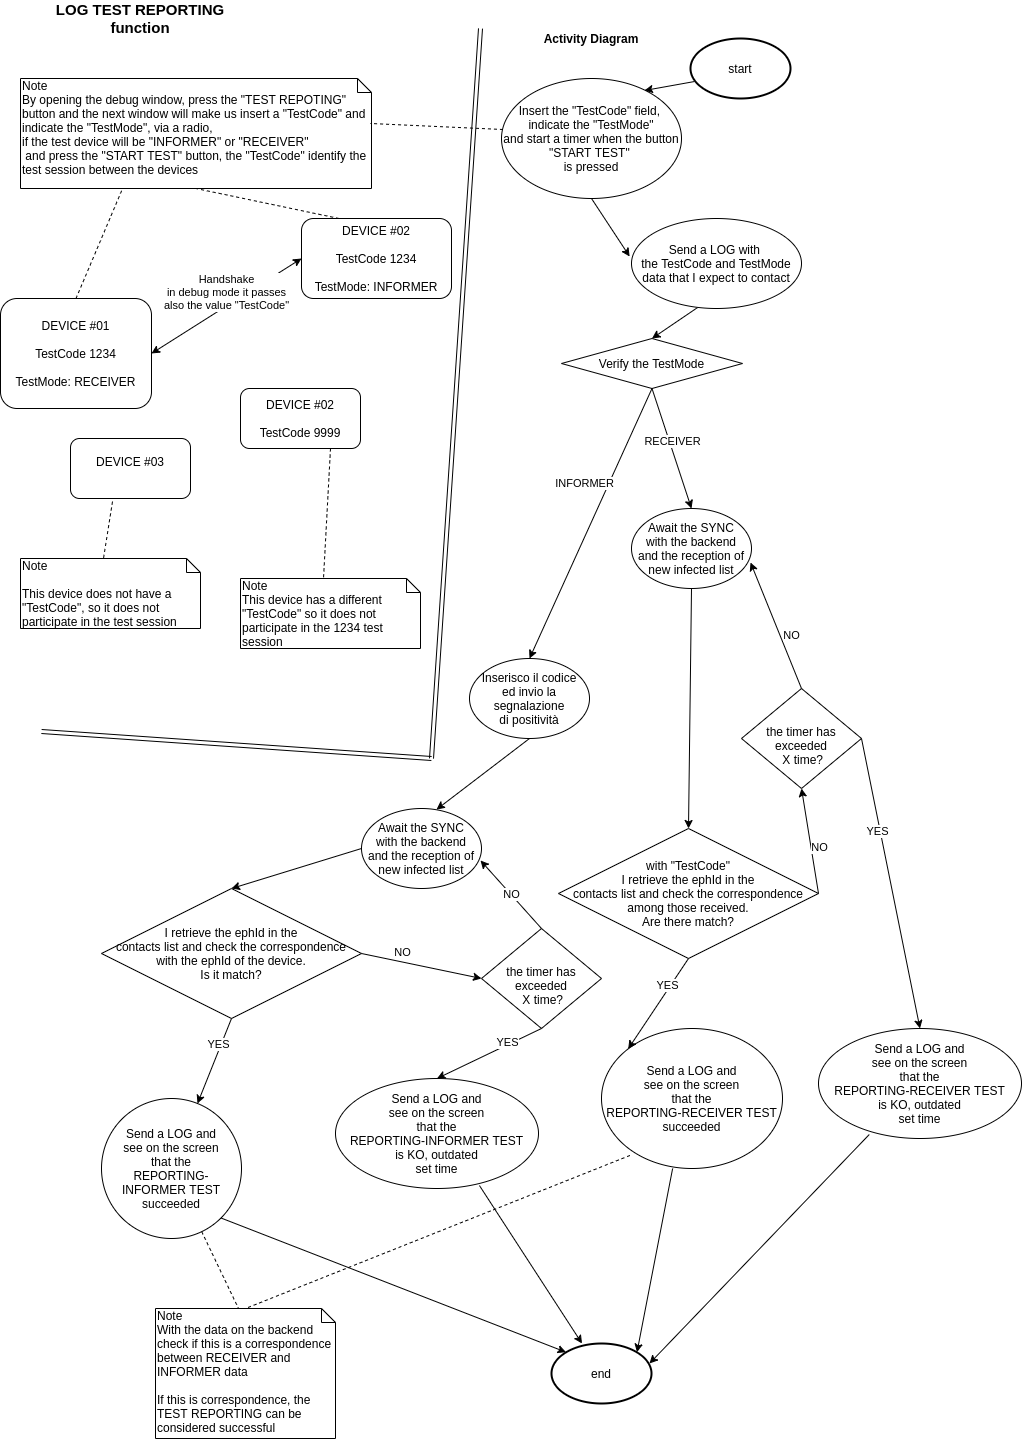 LOG TEST REPORTING
function
Note
By opening the debug window, press the "TEST REPOTING"
button and the next window will make us insert a "TestCode" and
indicate the "TestMode", via a radio,
if the test device will be "INFORMER" or "RECEIVER"
and press the "START TEST" button, the "TestCode" identify the
test session between the devices
DEVICE #02
TestCode 1234
TestMode: INFORMER
Handshake
in debug mode it passes
also the value "TestCode"
DEVICE #01
TestCode 1234
TestMode: RECEIVER
DEVICE #02
TestCode 9999
DEVICE #03
Note
This device does not have a
"TestCode", so it does not
participate in the test session
Note
This device has a different
"TestCode" so it does not
participate in the 1234 test
session
Activity Diagram
start
Insert the "TestCode" field,
indicate the "TestMode"
and start a timer when the button
"START TEST"
is pressed
Send a LOG with
the TestCode and TestMode
data that I expect to contact
Verify the TestMode
RECEIVER
INFORMER
Await the SYNC
with the backend
and the reception of
new infected list
NO
Inserisco il codice
ed invio la
segnalazione
di positività
the timer has
exceeded
X time?
YES
NO
Await the SYNC
with the backend
and the reception of
new infected list
with "TestCode"
I retrieve the ephId in the
contacts list and check the correspondence
among those received.
Are there match?
NO
I retrieve the ephId in the
contacts list and check the correspondence
with the ephId of the device.
Is it match?
NO
the timer has
exceeded
X time?
YES
YES
YES
Send a LOG and
see on the screen
that the
REPORTING-
INFORMER TEST
succeeded
Send a LOG and
see on the screen
that the
REPORTING-INFORMER TEST
is KO, outdated
set time
Send a LOG and
see on the screen
that the
REPORTING-RECEIVER TEST
succeeded
Send a LOG and
see on the screen
that the
REPORTING-RECEIVER TEST
is KO, outdated
set time
Note
With the data on the backend
check if this is a correspondence
between RECEIVER and
INFORMER data
If this is correspondence, the
TEST REPORTING can be
considered successful
end